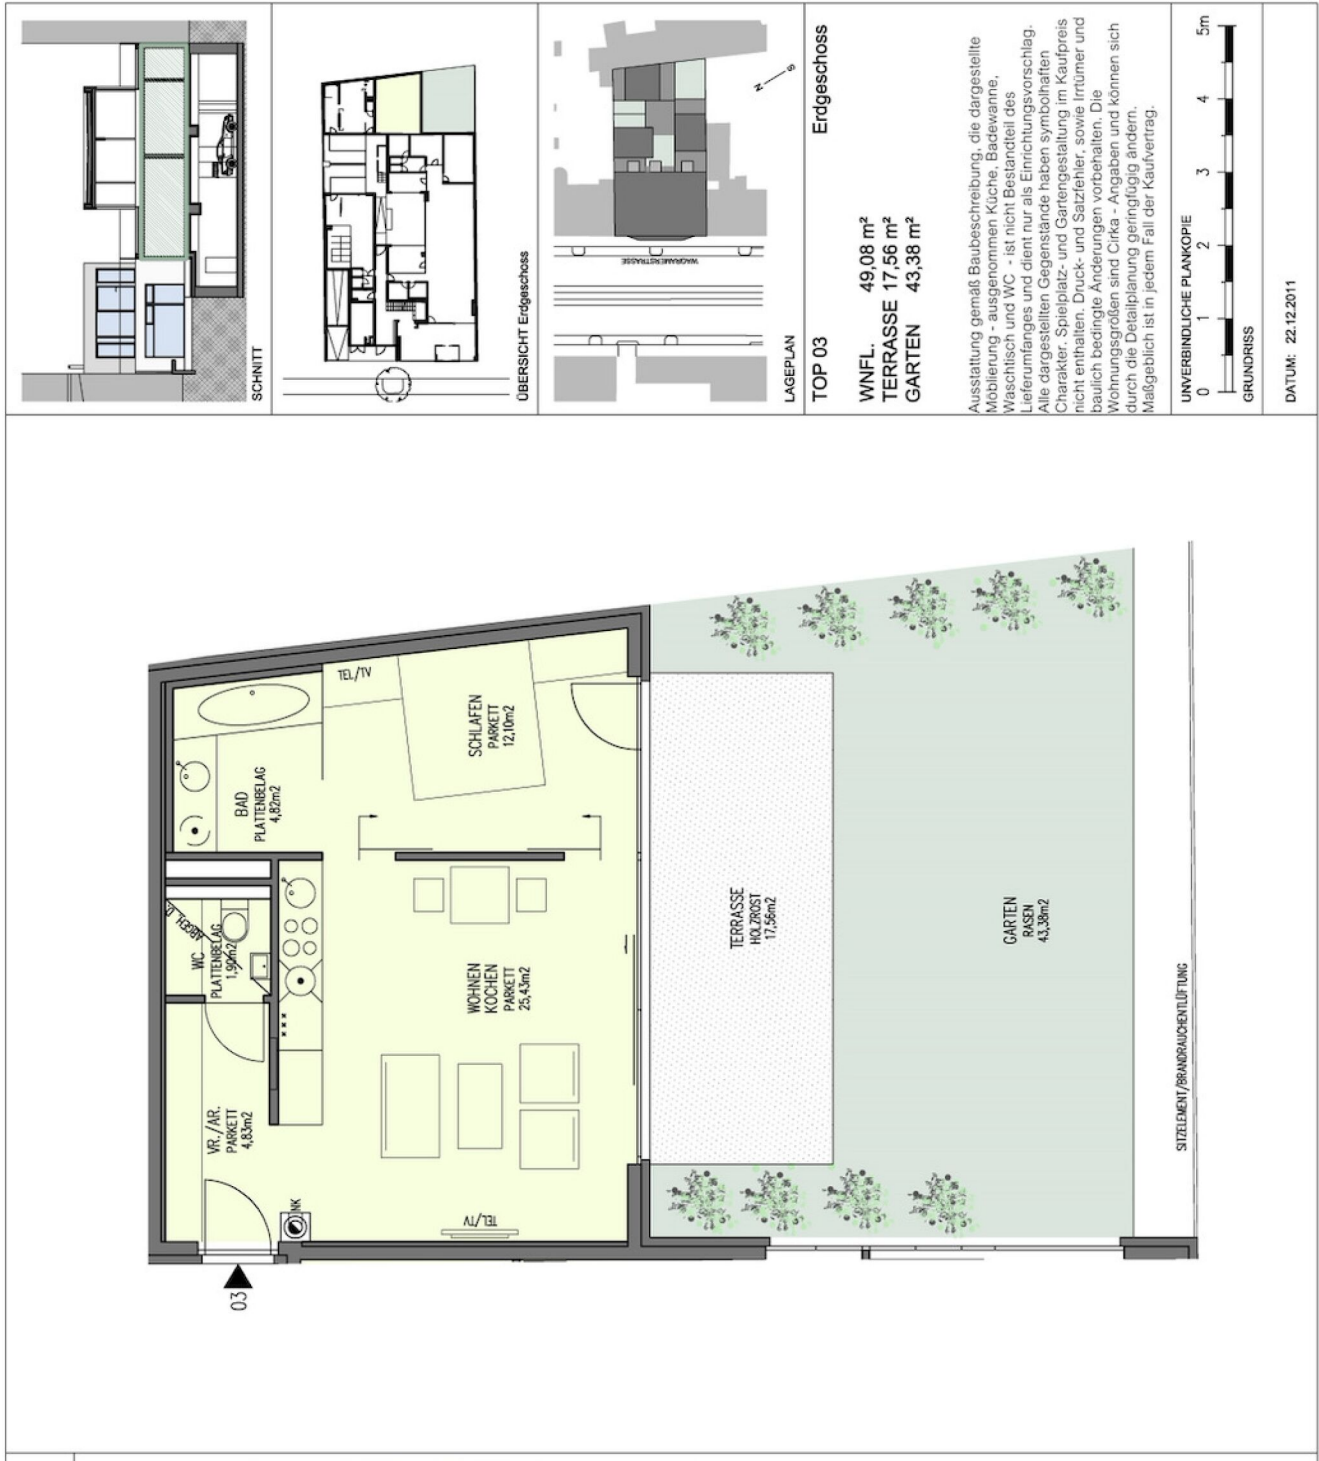 SCHNITT
ÜBERSICHT Erdgeschoss
WAGRAMERSTRASSE
N
S
LAGEPLAN
TOP 03 Erdgeschoss
WNFL. 49,08 m²
TERRASSE 17,56 m²
GARTEN 43,38 m²
Ausstattung gemäß Baubeschreibung, die dargestellte
Möblierung - ausgenommen Küche, Badewanne,
Waschtisch und WC - ist nicht Bestandteil des
Lieferumfanges und dient nur als Einrichtungsvorschlag.
Alle dargestellten Gegenstände haben symbolhaften
Charakter, Spielplatz- und Gartengestaltung im Kaufpreis
nicht enthalten. Druck- und Satzfehler, sowie Irrtümer und
baulich bedingte Änderungen vorbehalten. Die
Wohnungsgrößen sind Cirka - Angaben und können sich
durch die Detailplanung geringfügig ändern.
Maßgeblich ist in jedem Fall der Kaufvertrag.
UNVERBINDLICHE PLANKOPIE
0 1 2 3 4 5m
GRUNDRISS
DATUM: 22.12.2011
TEL/TV
SCHLAFEN
PARKETT
12,10m2
BAD
PLATTENBELAG
4,82m2
ABGEH. D.
WC
PLATTENBELAG
1,90m2
WOHNEN
KOCHEN
PARKETT
25,43m2
VR./AR.
PARKETT
4,83m2
NK
TEL/TV
03
TERRASSE
HOLZROST
17,56m2
GARTEN
RASEN
43,38m2
SITZELEMENT/BRANDRAUCHENTLÜFTUNG